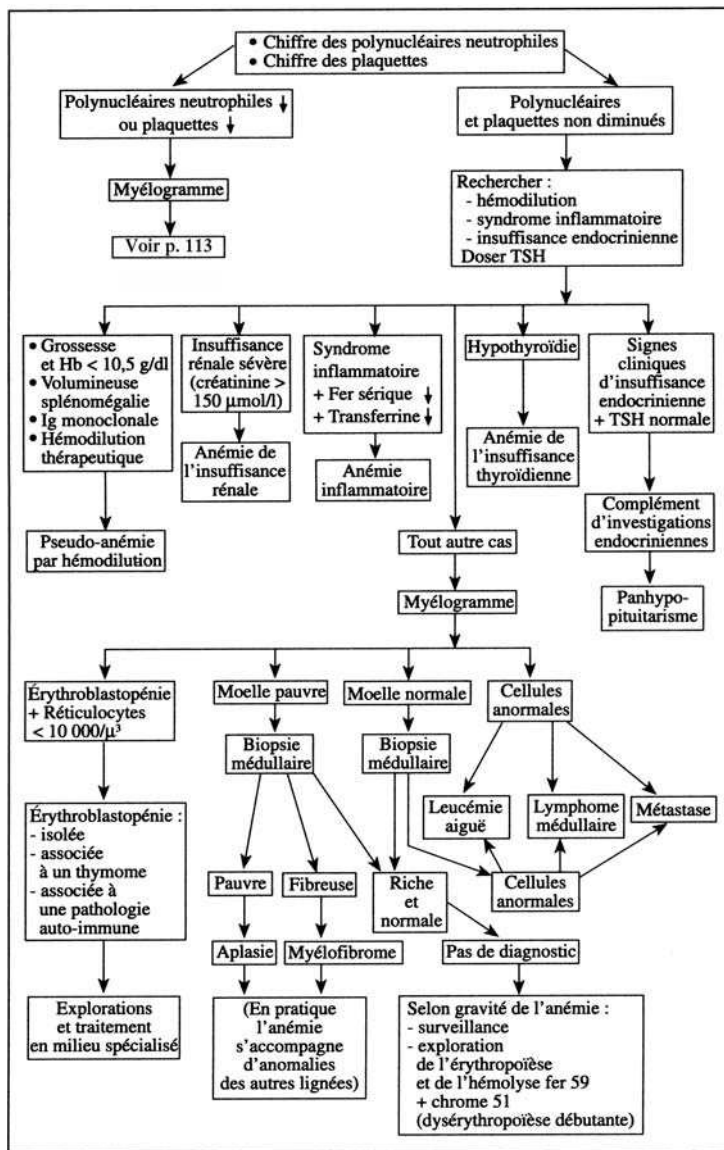 • Chiffre des polynucléaires neutrophiles
• Chiffre des plaquettes
Polynucléaires neutrophiles ↓
ou plaquettes ↓
Polynucléaires
et plaquettes non diminués
Myélogramme
Voir p. 113
Rechercher :
- hémodilution
- syndrome inflammatoire
- insuffisance endocrinienne
Doser TSH
• Grossesse
et Hb < 10,5 g/dl
• Volumineuse
splénomégalie
• Ig monoclonale
• Hémodilution
thérapeutique
Insuffisance
rénale sévère
(créatinine >
150 µmol/l)
Syndrome
inflammatoire
+ Fer sérique ↓
+ Transferrine ↓
Hypothyroïdie
Signes
cliniques
d'insuffisance
endocrinienne
+ TSH normale
Pseudo-anémie
par hémodilution
Anémie de
l'insuffisance
rénale
Anémie
inflammatoire
Anémie de
l'insuffisance
thyroïdienne
Complément
d'investigations
endocriniennes
Panhypo-
pituitarisme
Tout autre cas
Myélogramme
Érythroblastopénie
+ Réticulocytes
< 10 000/µ³
Moelle pauvre
Moelle normale
Cellules
anormales
Biopsie
médullaire
Biopsie
médullaire
Leucémie
aiguë
Lymphome
médullaire
Métastase
Érythroblastopénie :
- isolée
- associée
à un thymome
- associée à
une pathologie
auto-immune
Pauvre
Fibreuse
Riche
et
normale
Cellules
anormales
Aplasie
Myélofibrome
Pas de diagnostic
Explorations
et traitement
en milieu spécialisé
(En pratique
l'anémie
s'accompagne
d'anomalies
des autres lignées)
Selon gravité de l'anémie :
- surveillance
- exploration
de l'érythropoïèse
et de l'hémolyse fer 59
+ chrome 51
(dysérythropoïèse débutante)